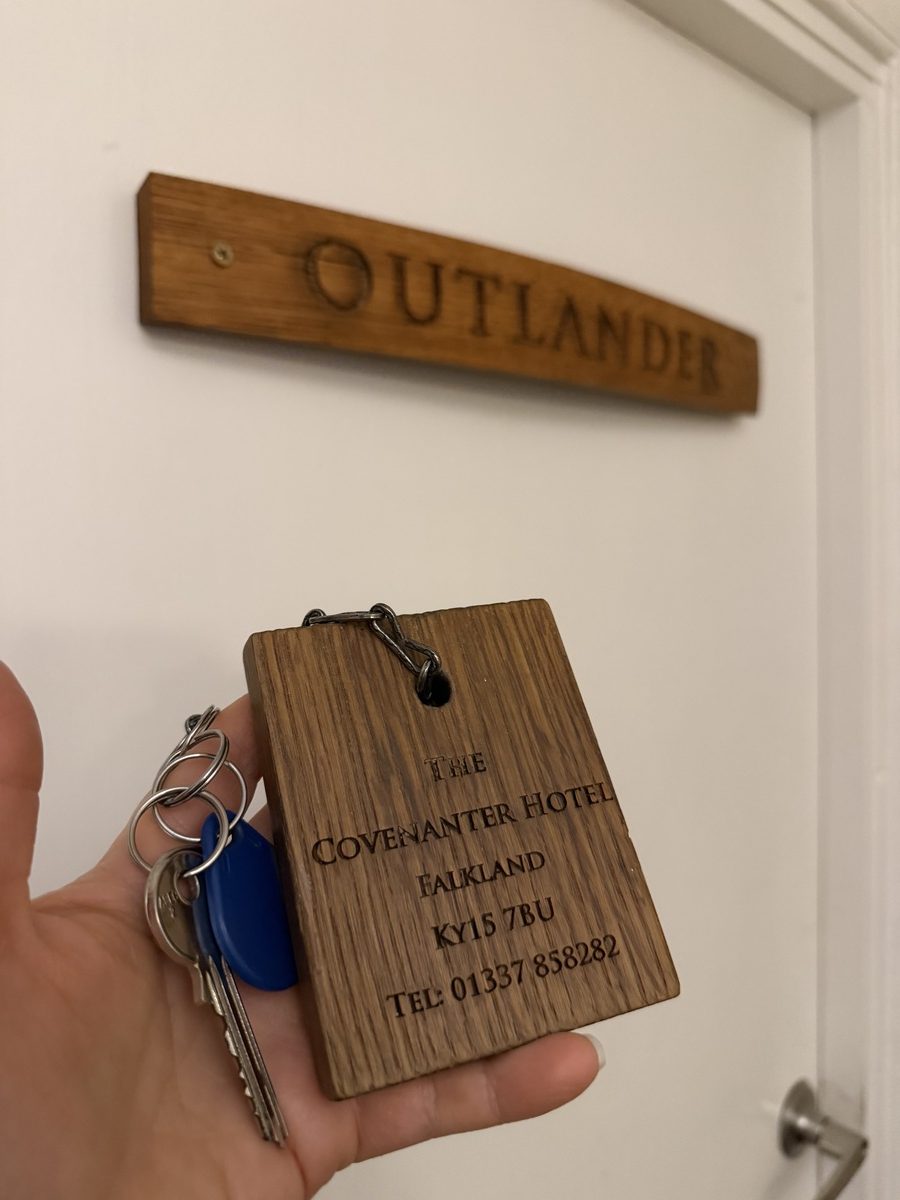 OUTLANDER
THE
COVENANTER HOTEL
FALKLAND
KY15 7BU
TEL: 01337 858282